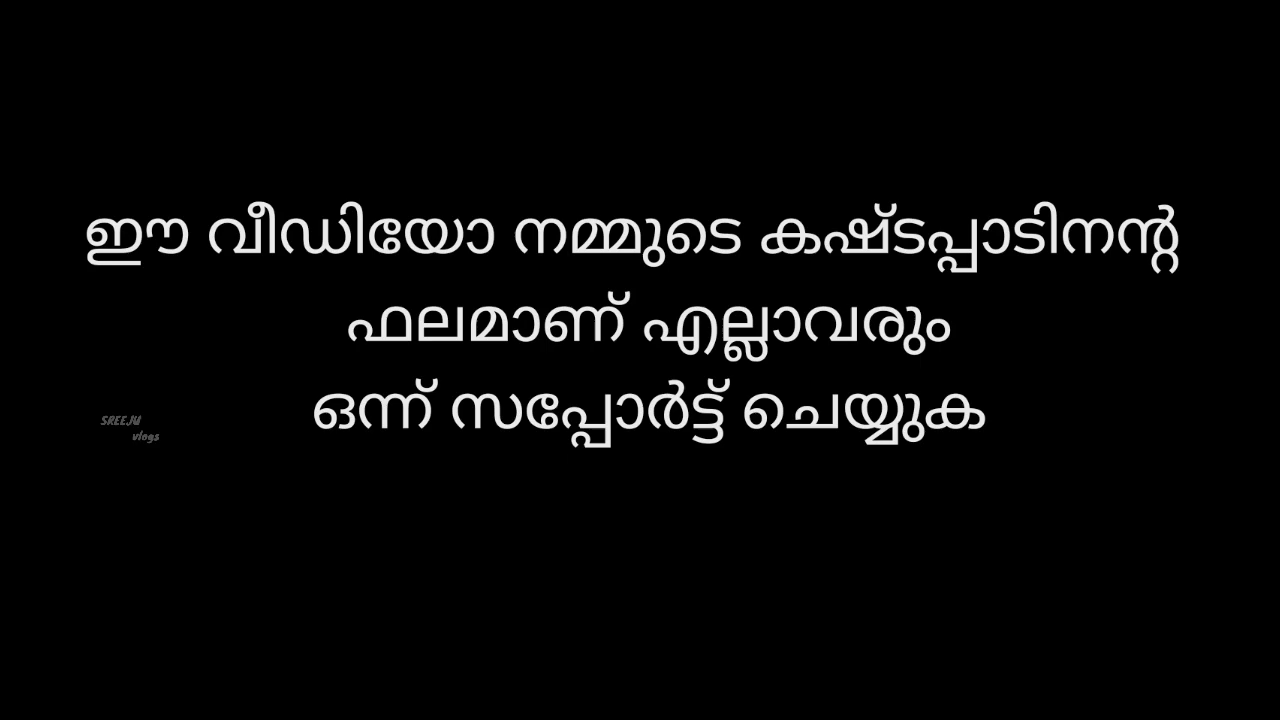 ഈ വീഡിയോ നമ്മുടെ കഷ്ടപ്പാടിനന്റ
ഫലമാണ് എല്ലാവരും
ഒന്ന് സപ്പോർട്ട് ചെയ്യുക
SREEJU
vlogs